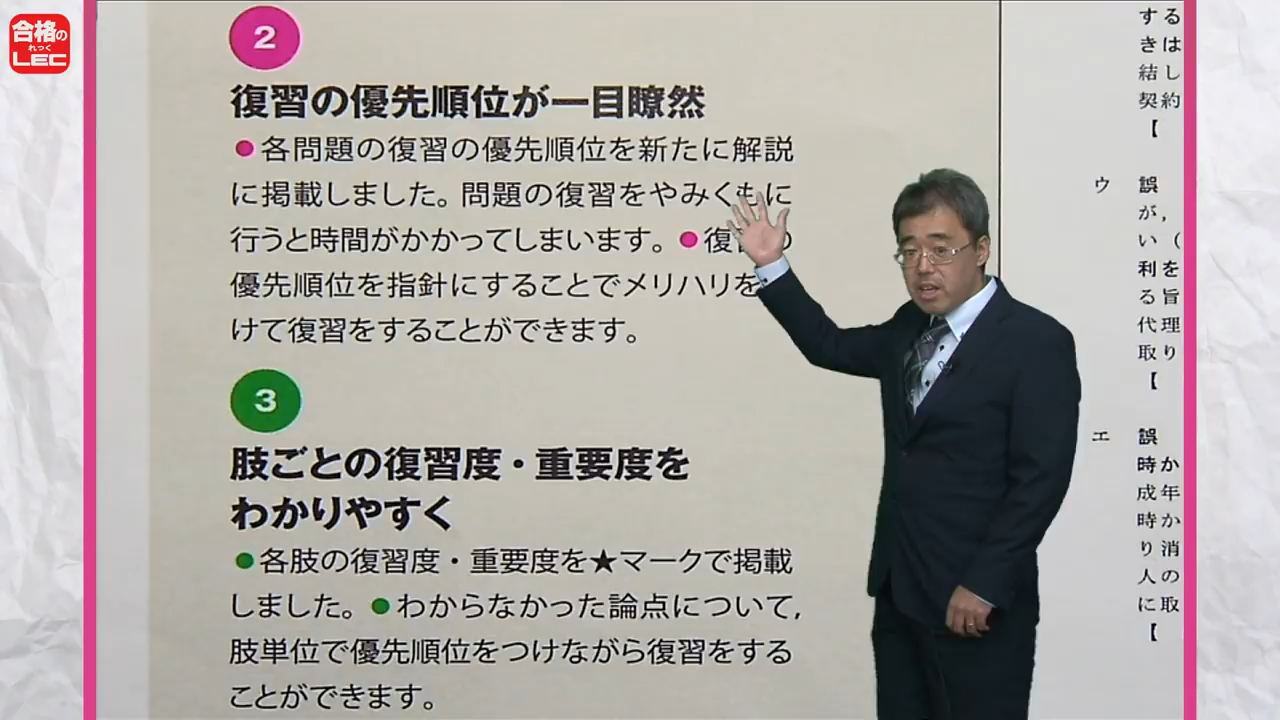 合格の
れっく
LEC
2
復習の優先順位が一目瞭然
●各問題の復習の優先順位を新たに解説
に掲載しました。問題の復習をやみくもに
行うと時間がかかってしまいます。●復
優先順位を指針にすることでメリハリを
けて復習をすることができます。
3
肢ごとの復習度・重要度を
わかりやすく
●各肢の復習度・重要度を★マークで掲載
しました。●わからなかった論点について,
肢単位で優先順位をつけながら復習をする
ことができます。
する
きは
結し
契約
【
ウ 誤
が,
い(
利を
る旨
代理
取り
【
エ 誤
時か
成年
時か
り消
人の
に取
【